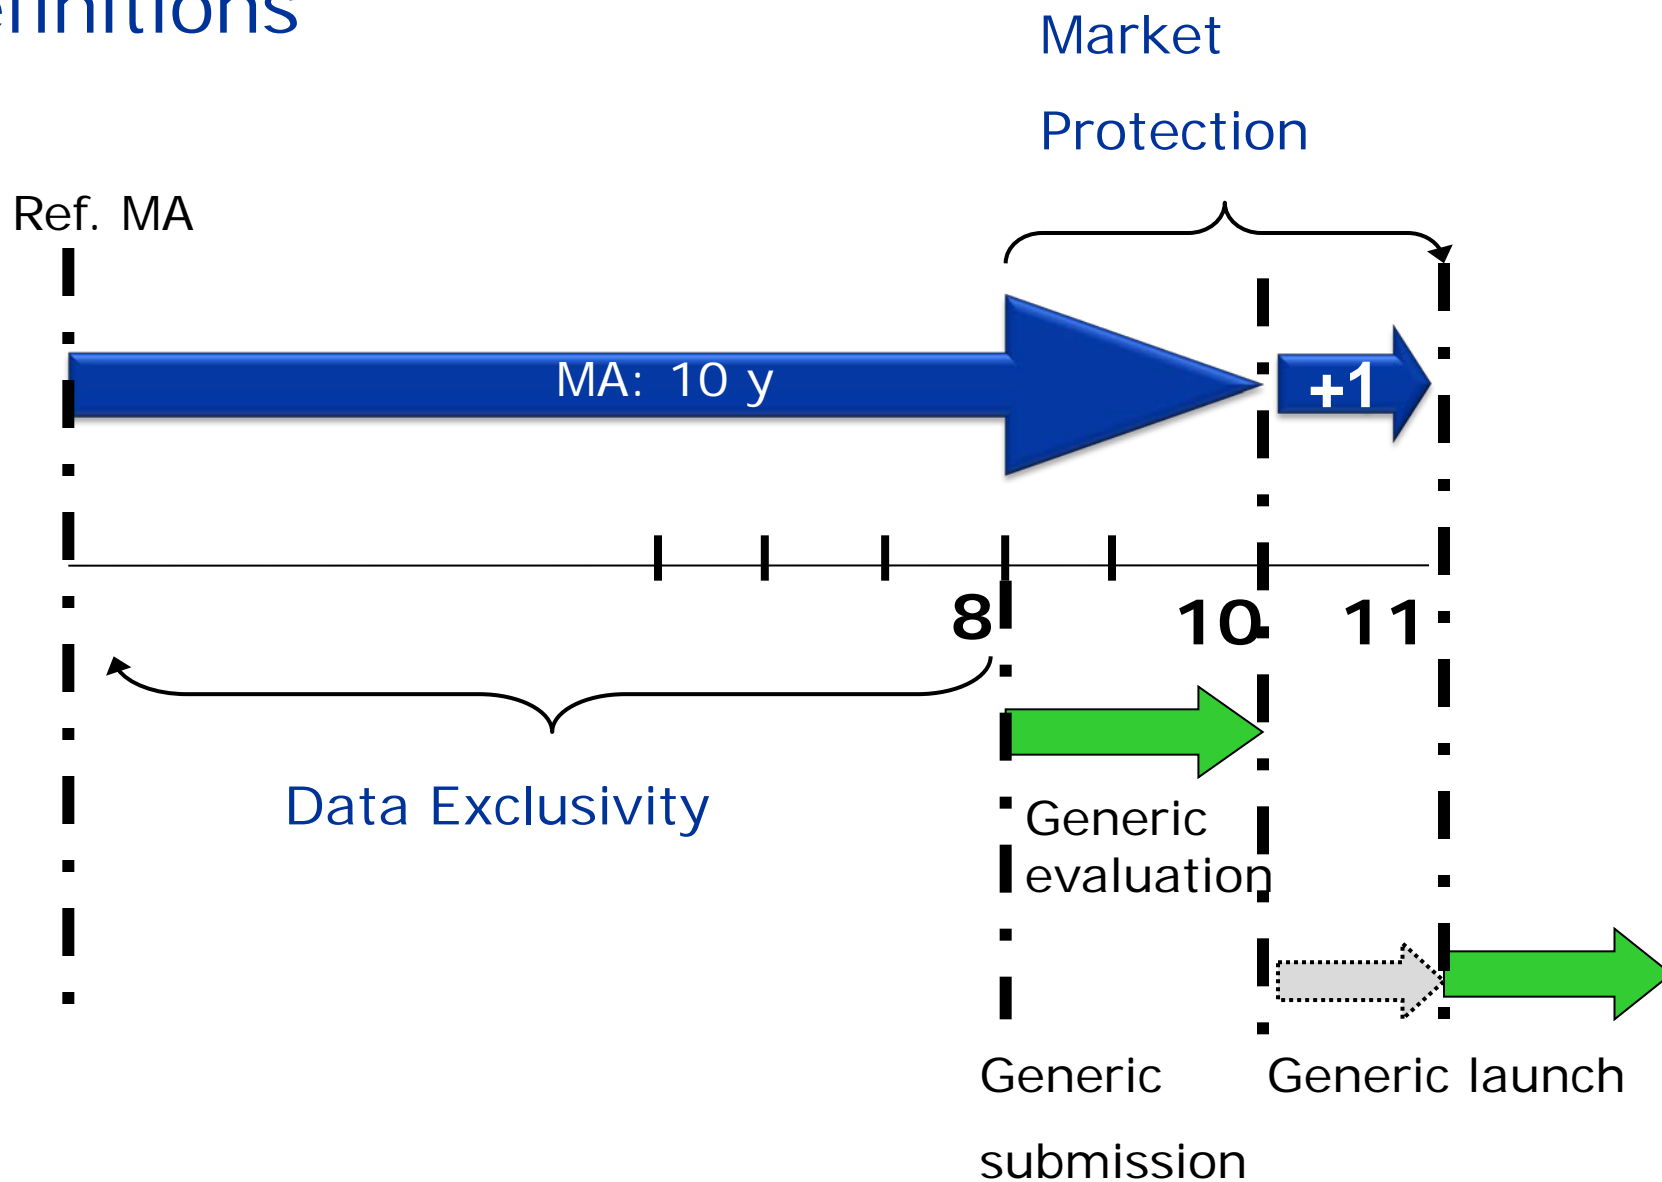 Market
Protection
Ref. MA
MA: 10 y
+1
8
10
11
Data Exclusivity
Generic
evaluation
Generic
submission
Generic launch